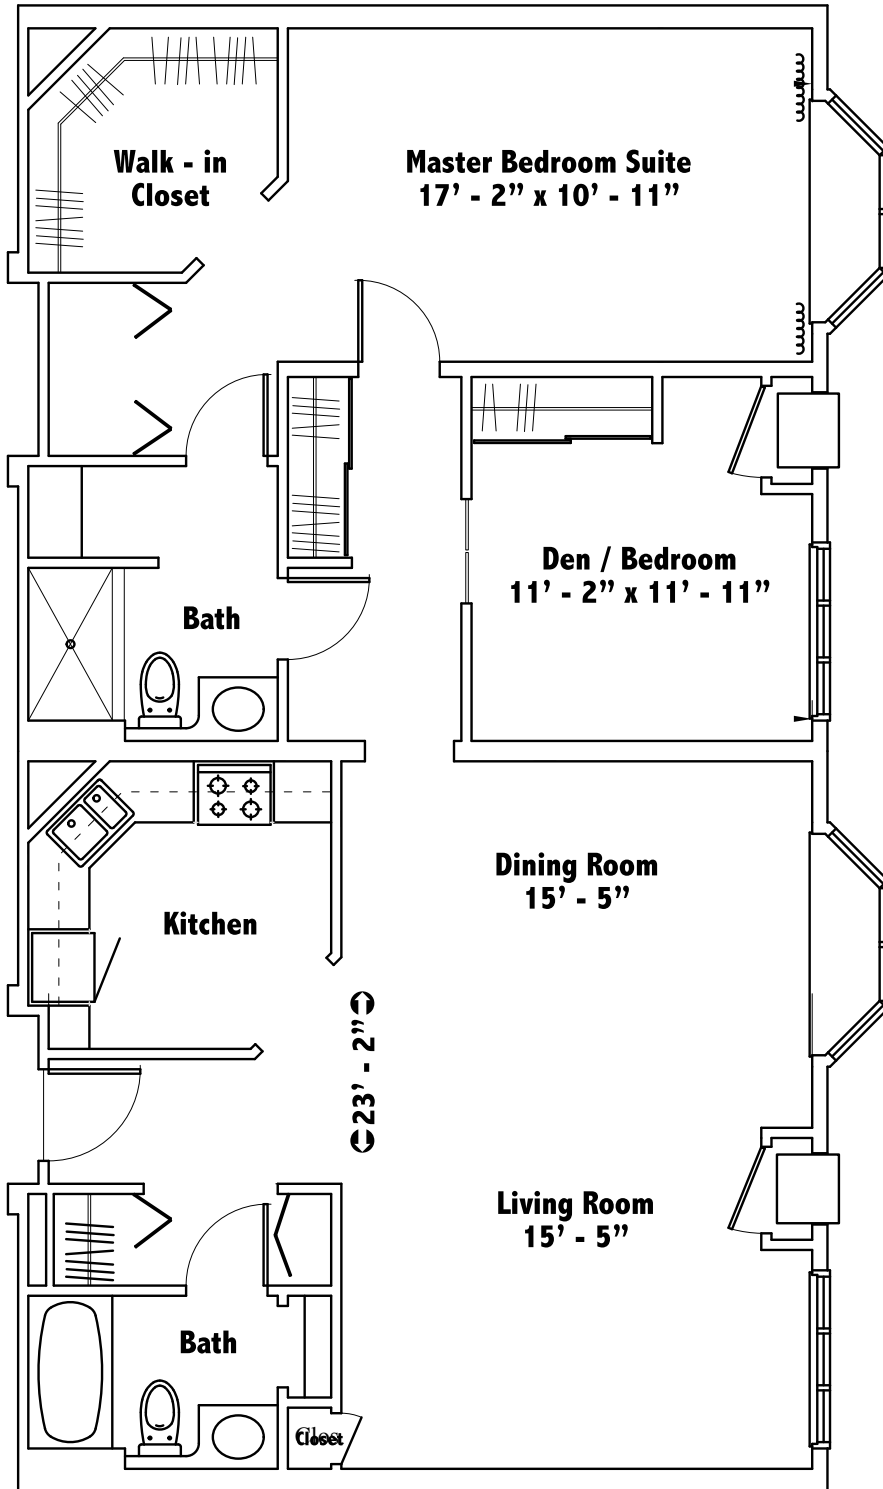 Walk - in
Closet
Master Bedroom Suite
17’ - 2” x 10’ - 11”
Den / Bedroom
11’ - 2” x 11’ - 11”
Bath
Dining Room
15’ - 5”
Kitchen
23’ - 2”
Living Room
15’ - 5”
Bath
Closet